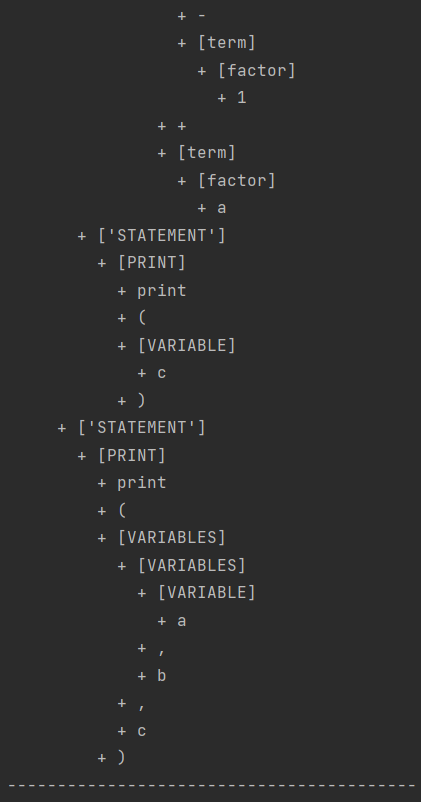 + -
                 + [term]
                   + [factor]
                     + 1
               + +
               + [term]
                 + [factor]
                   + a
       + ['STATEMENT']
         + [PRINT]
           + print
           + (
           + [VARIABLE]
             + c
           + )
     + ['STATEMENT']
       + [PRINT]
         + print
         + (
         + [VARIABLES]
           + [VARIABLES]
             + [VARIABLE]
               + a
             + ,
             + b
           + ,
           + c
         + )
-----------------------------------------